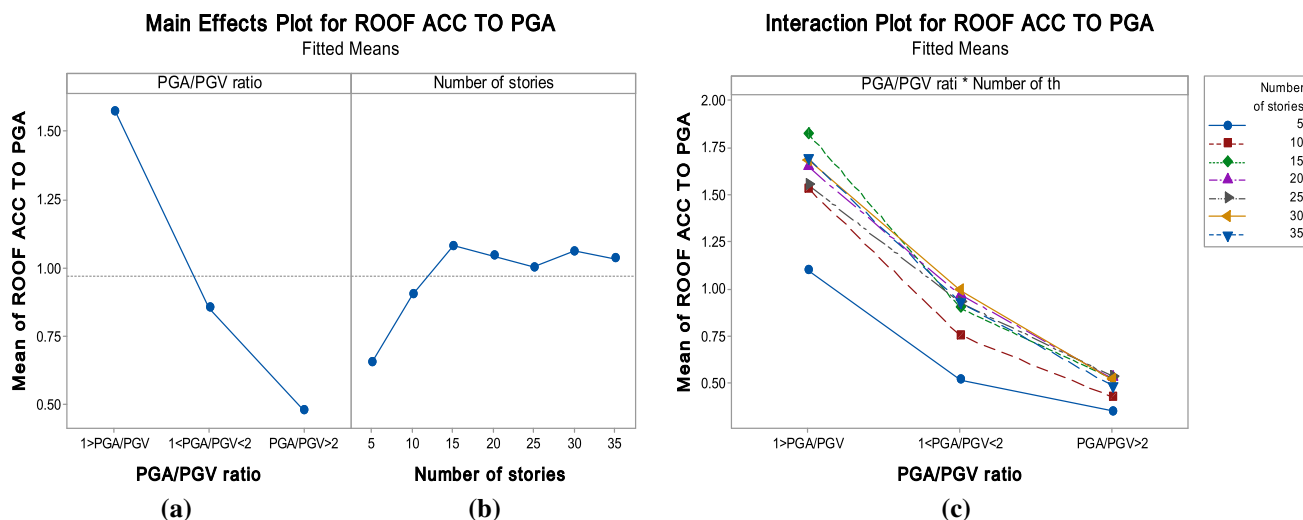 Main Effects Plot for ROOF ACC TO PGA
Fitted Means
PGA/PGV ratio
Number of stories
Mean of ROOF ACC TO PGA
1.50
1.25
1.00
0.75
0.50
1>PGA/PGV
1<PGA/PGV<2
PGA/PGV>2
5
10
15
20
25
30
35
PGA/PGV ratio
Number of stories
(a)
(b)
Interaction Plot for ROOF ACC TO PGA
Fitted Means
PGA/PGV rati * Number of th
Mean of ROOF ACC TO PGA
2.00
1.75
1.50
1.25
1.00
0.75
0.50
1>PGA/PGV
1<PGA/PGV<2
PGA/PGV>2
PGA/PGV ratio
(c)
Number
of stories
5
10
15
20
25
30
35